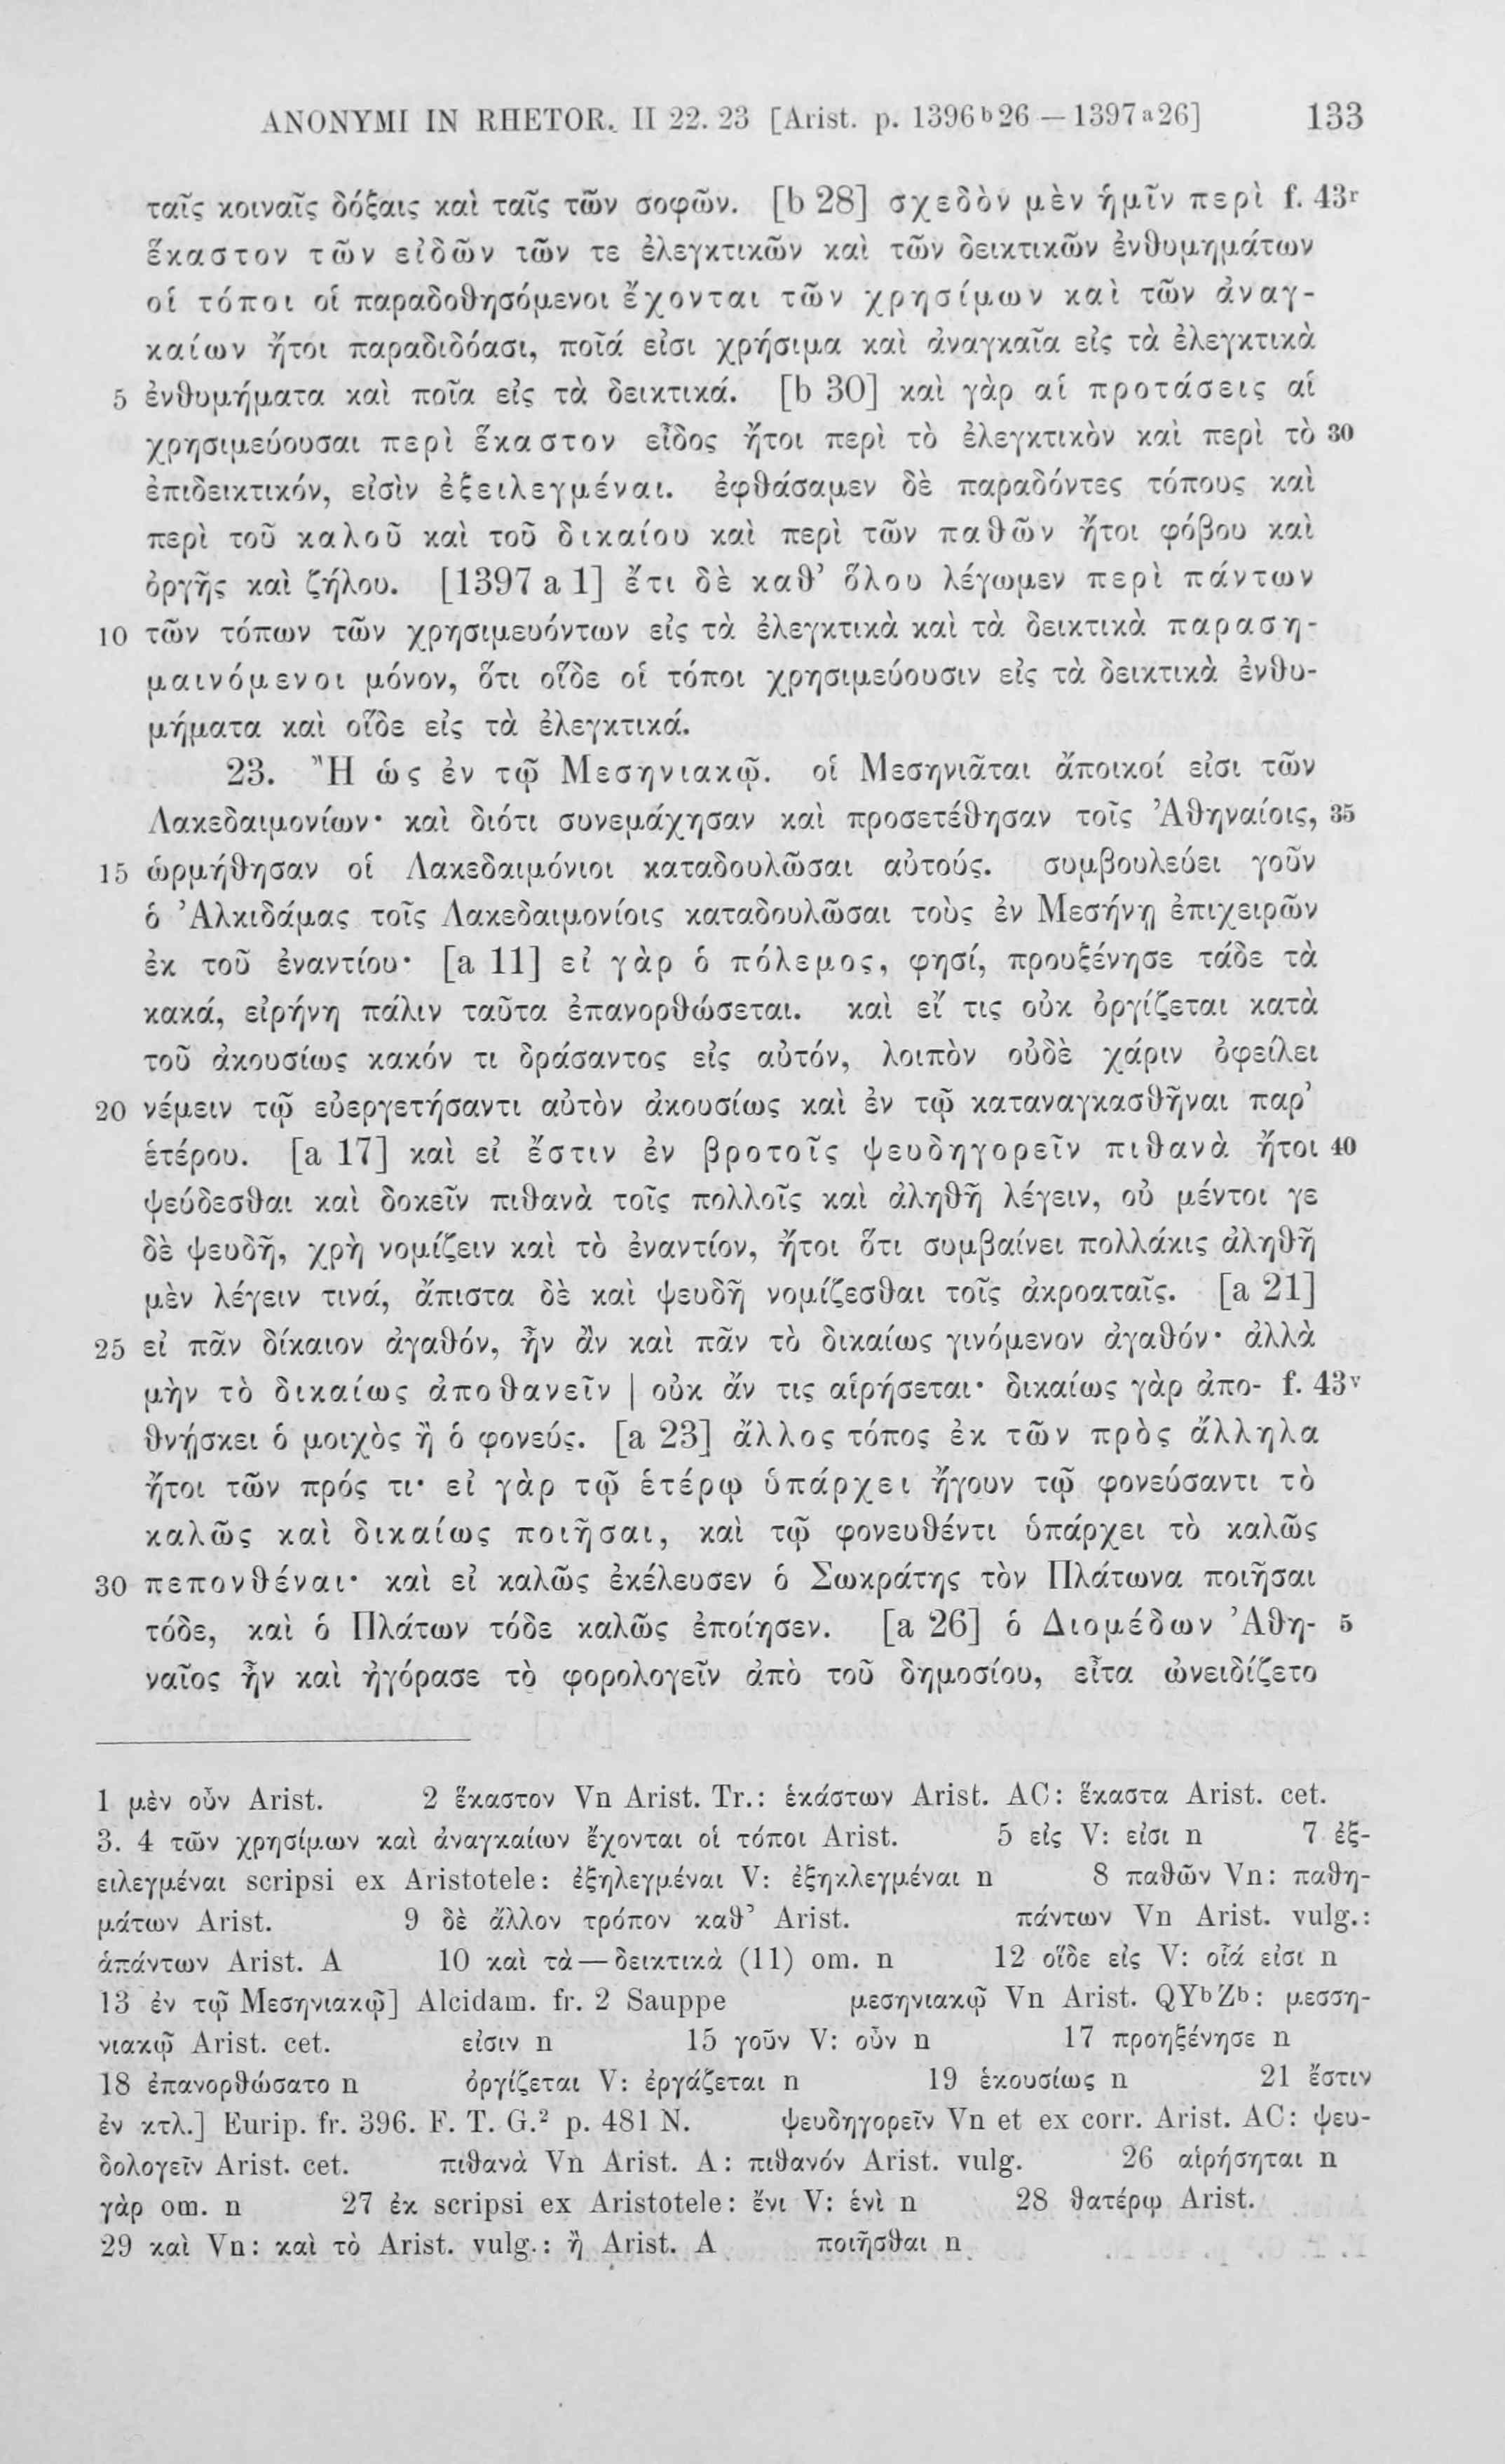 ANONYMI IN RHETOR. II 22. 23 [Arist. p. 1396 b 26 — 1397 a 26] 133
ταῖς κοιναῖς δόξαις καὶ ταῖς τῶν σοφῶν. [b 28] σχεδὸν μὲν ἡμῖν περὶ f. 43r
ἕκαστον τῶν εἰδῶν τῶν τε ἐλεγκτικῶν καὶ τῶν δεικτικῶν ἐνθυμημάτων
οἱ τόποι οἱ παραδοθησόμενοι ἔχονται τῶν χρησίμων καὶ τῶν ἀναγ-
καίων ἤτοι παραδιδόασι, ποῖά εἰσι χρήσιμα καὶ ἀναγκαῖα εἰς τὰ ἐλεγκτικὰ
5 ἐνθυμήματα καὶ ποῖα εἰς τὰ δεικτικά. [b 30] καὶ γὰρ αἱ προτάσεις αἱ
χρησιμεύουσαι περὶ ἕκαστον εἶδος ἤτοι περὶ τὸ ἐλεγκτικὸν καὶ περὶ τὸ 30
ἐπιδεικτικόν, εἰσὶν ἐξειλεγμέναι. ἐφθάσαμεν δὲ παραδόντες τόπους καὶ
περὶ τοῦ καλοῦ καὶ τοῦ δικαίου καὶ περὶ τῶν παθῶν ἤτοι φόβου καὶ
ὀργῆς καὶ ζήλου. [1397 a 1] ἔτι δὲ καθ’ ὅλου λέγωμεν περὶ πάντων
10 τῶν τόπων τῶν χρησιμευόντων εἰς τὰ ἐλεγκτικὰ καὶ τὰ δεικτικὰ παραση-
μαινόμενοι μόνον, ὅτι οἵδε οἱ τόποι χρησιμεύουσιν εἰς τὰ δεικτικὰ ἐνθυ-
μήματα καὶ οἵδε εἰς τὰ ἐλεγκτικά.
23. Ἢ ὡς ἐν τῷ Μεσηνιακῷ. οἱ Μεσηνιᾶται ἄποικοί εἰσι τῶν
Λακεδαιμονίων· καὶ διότι συνεμάχησαν καὶ προσετέθησαν τοῖς Ἀθηναίοις, 35
15 ὡρμήθησαν οἱ Λακεδαιμόνιοι καταδουλῶσαι αὐτούς. συμβουλεύει γοῦν
ὁ Ἀλκιδάμας τοῖς Λακεδαιμονίοις καταδουλῶσαι τοὺς ἐν Μεσήνῃ ἐπιχειρῶν
ἐκ τοῦ ἐναντίου· [a 11] εἰ γὰρ ὁ πόλεμος, φησί, προυξένησε τάδε τὰ
κακά, εἰρήνη πάλιν ταῦτα ἐπανορθώσεται. καὶ εἴ τις οὐκ ὀργίζεται κατὰ
τοῦ ἀκουσίως κακόν τι δράσαντος εἰς αὐτόν, λοιπὸν οὐδὲ χάριν ὀφείλει
20 νέμειν τῷ εὐεργετήσαντι αὐτὸν ἀκουσίως καὶ ἐν τῷ καταναγκασθῆναι παρ’
ἑτέρου. [a 17] καὶ εἰ ἔστιν ἐν βροτοῖς ψευδηγορεῖν πιθανὰ ἤτοι 40
ψεύδεσθαι καὶ δοκεῖν πιθανὰ τοῖς πολλοῖς καὶ ἀληθῆ λέγειν, οὐ μέντοι γε
δὲ ψευδῆ, χρὴ νομίζειν καὶ τὸ ἐναντίον, ἤτοι ὅτι συμβαίνει πολλάκις ἀληθῆ
μὲν λέγειν τινά, ἄπιστα δὲ καὶ ψευδῆ νομίζεσθαι τοῖς ἀκροαταῖς. [a 21]
25 εἰ πᾶν δίκαιον ἀγαθόν, ἦν ἂν καὶ πᾶν τὸ δικαίως γινόμενον ἀγαθόν· ἀλλὰ
μὴν τὸ δικαίως ἀποθανεῖν | οὐκ ἄν τις αἱρήσεται· δικαίως γὰρ ἀπο- f. 43v
θνῄσκει ὁ μοιχὸς ἢ ὁ φονεύς. [a 23] ἄλλος τόπος ἐκ τῶν πρὸς ἄλληλα
ἤτοι τῶν πρός τι· εἰ γὰρ τῷ ἑτέρῳ ὑπάρχει ἤγουν τῷ φονεύσαντι τὸ
καλῶς καὶ δικαίως ποιῆσαι, καὶ τῷ φονευθέντι ὑπάρχει τὸ καλῶς
30 πεπονθέναι· καὶ εἰ καλῶς ἐκέλευσεν ὁ Σωκράτης τὸν Πλάτωνα ποιῆσαι
τόδε, καὶ ὁ Πλάτων τόδε καλῶς ἐποίησεν. [a 26] ὁ Διομέδων Ἀθη- 5
ναῖος ἦν καὶ ἠγόρασε τὸ φορολογεῖν ἀπὸ τοῦ δημοσίου, εἶτα ὠνειδίζετο
1 μὲν οὖν Arist. 2 ἕκαστον Vn Arist. Tr.: ἑκάστων Arist. AC: ἕκαστα Arist. cet.
3. 4 τῶν χρησίμων καὶ ἀναγκαίων ἔχονται οἱ τόποι Arist. 5 εἰς V: εἰσι n 7 ἐξ-
ειλεγμέναι scripsi ex Aristotele: ἐξηλεγμέναι V: ἐξηκλεγμέναι n 8 παθῶν Vn: παθη-
μάτων Arist. 9 δὲ ἄλλον τρόπον καθ’ Arist. πάντων Vn Arist. vulg.:
ἁπάντων Arist. A 10 καὶ τὰ — δεικτικὰ (11) om. n 12 οἵδε εἰς V: οἷά εἰσι n
13 ἐν τῷ Μεσηνιακῷ] Alcidam. fr. 2 Sauppe μεσηνιακῷ Vn Arist. QYbZb: μεσση-
νιακῷ Arist. cet. εἰσιν n 15 γοῦν V: οὖν n 17 προηξένησε n
18 ἐπανορθώσατο n ὀργίζεται V: ἐργάζεται n 19 ἑκουσίως n 21 ἔστιν
ἐν κτλ.] Eurip. fr. 396. F. T. G.² p. 481 N. ψευδηγορεῖν Vn et ex corr. Arist. AC: ψευ-
δολογεῖν Arist. cet. πιθανὰ Vn Arist. A: πιθανόν Arist. vulg. 26 αἱρήσηται n
γὰρ om. n 27 ἐκ scripsi ex Aristotele: ἔνι V: ἑνὶ n 28 θατέρῳ Arist.
29 καὶ Vn: καὶ τὸ Arist. vulg.: ἢ Arist. A ποιῆσθαι n